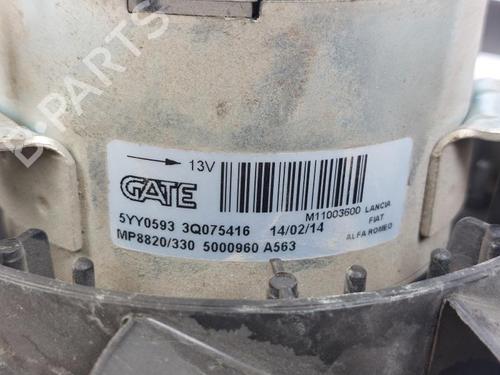 → 13V
GATE
M11003600 LANCIA
FIAT
ALFA ROMEO
5YY0593 3Q075416 14/02/14
MP8820/330 5000960 A563
B-PARTS